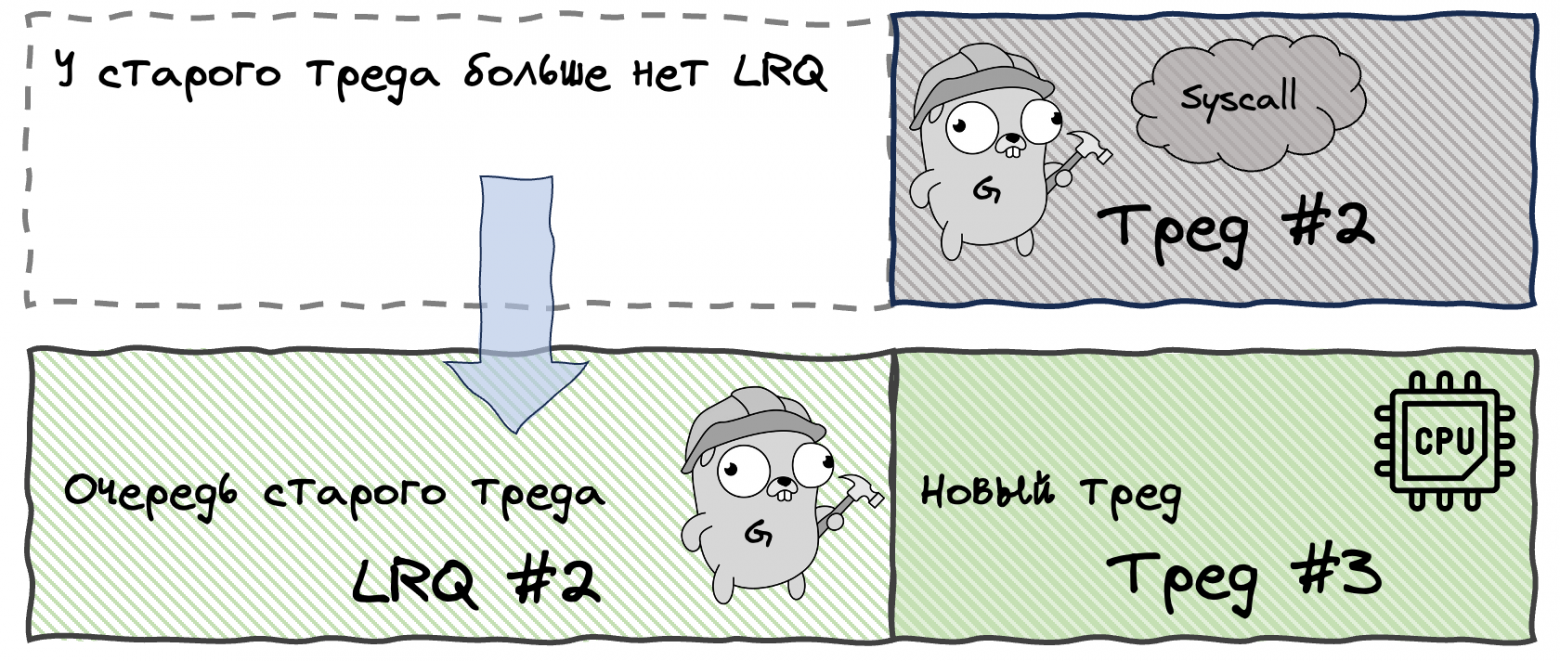 У старого треда больше нет LRQ
Syscall
G
Тред #2
Очередь старого треда
LRQ #2
G
Новый тред
Тред #3
CPU